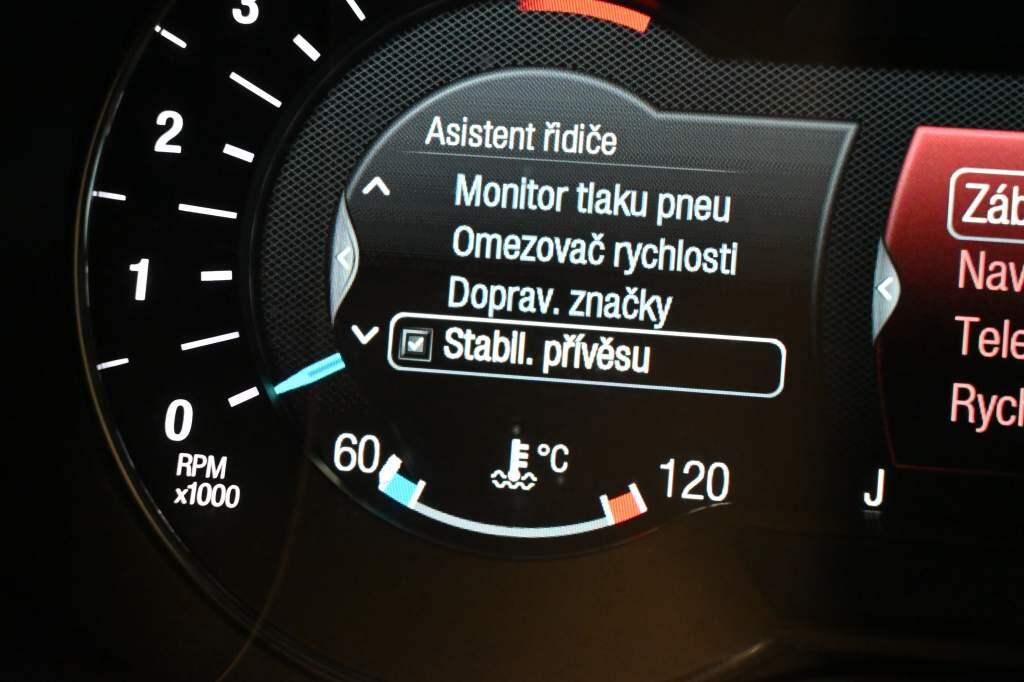 3
2
1
0
RPM
x1000
Asistent řidiče
Monitor tlaku pneu
Omezovač rychlosti
Doprav. značky
Stabil. přívěsu
60
°C
120
J